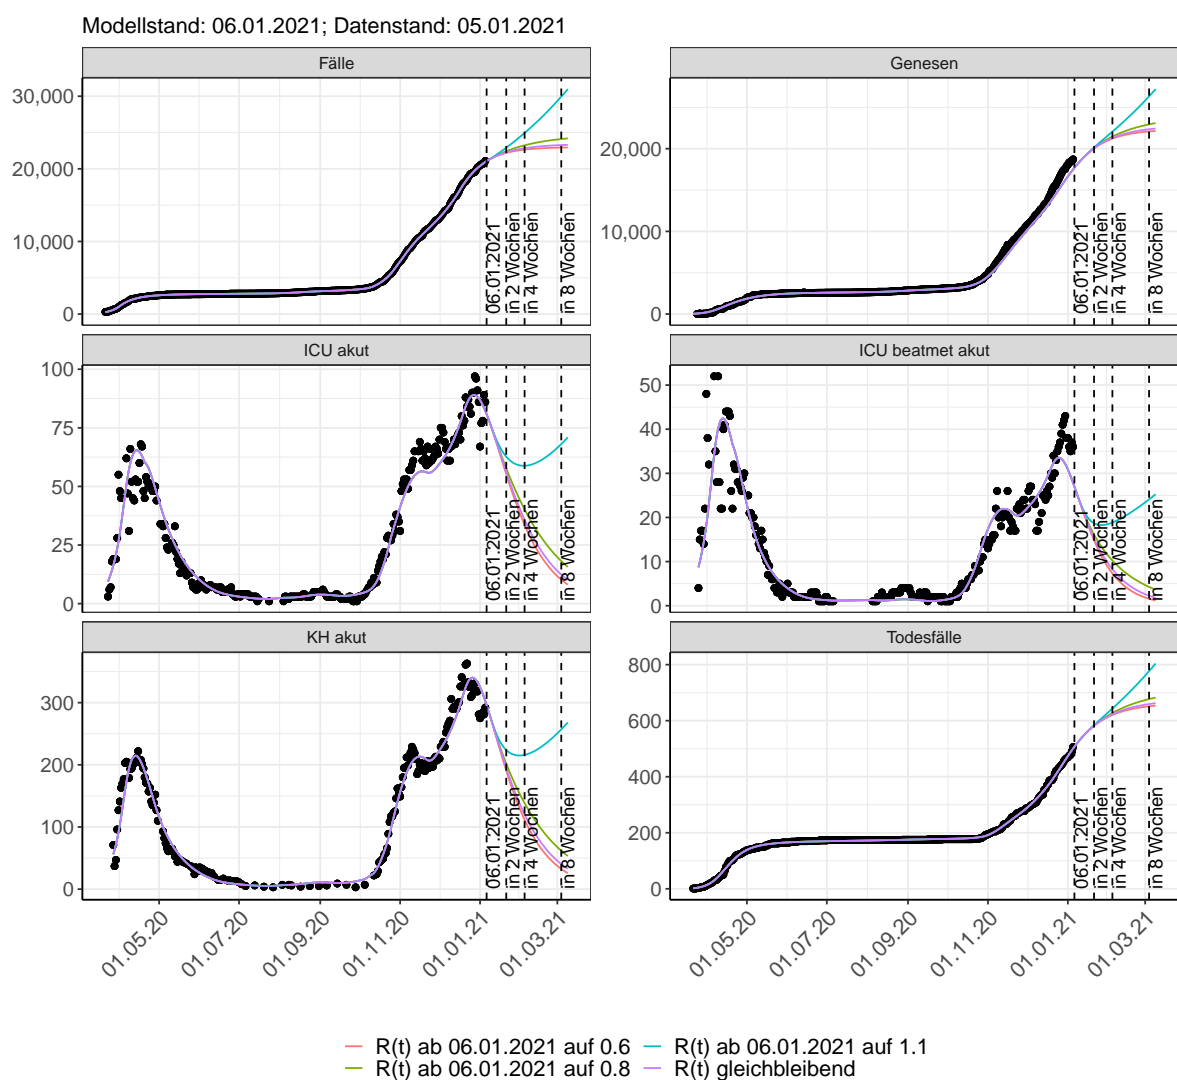 Modellstand: 06.01.2021; Datenstand: 05.01.2021
Fälle
Genesen
30,000
20,000
10,000
0
06.01.2021
in 2 Wochen
in 4 Wochen
in 8 Wochen
20,000
10,000
0
06.01.2021
in 2 Wochen
in 4 Wochen
in 8 Wochen
ICU akut
ICU beatmet akut
100
75
50
25
0
06.01.2021
in 2 Wochen
in 4 Wochen
in 8 Wochen
50
40
30
20
10
0
06.01.2021
in 2 Wochen
in 4 Wochen
in 8 Wochen
KH akut
Todesfälle
300
200
100
0
06.01.2021
in 2 Wochen
in 4 Wochen
in 8 Wochen
800
600
400
200
0
06.01.2021
in 2 Wochen
in 4 Wochen
in 8 Wochen
01.05.20 01.07.20 01.09.20 01.11.20 01.01.21 01.03.21
01.05.20 01.07.20 01.09.20 01.11.20 01.01.21 01.03.21
R(t) ab 06.01.2021 auf 0.6 R(t) ab 06.01.2021 auf 1.1
R(t) ab 06.01.2021 auf 0.8 R(t) gleichbleibend